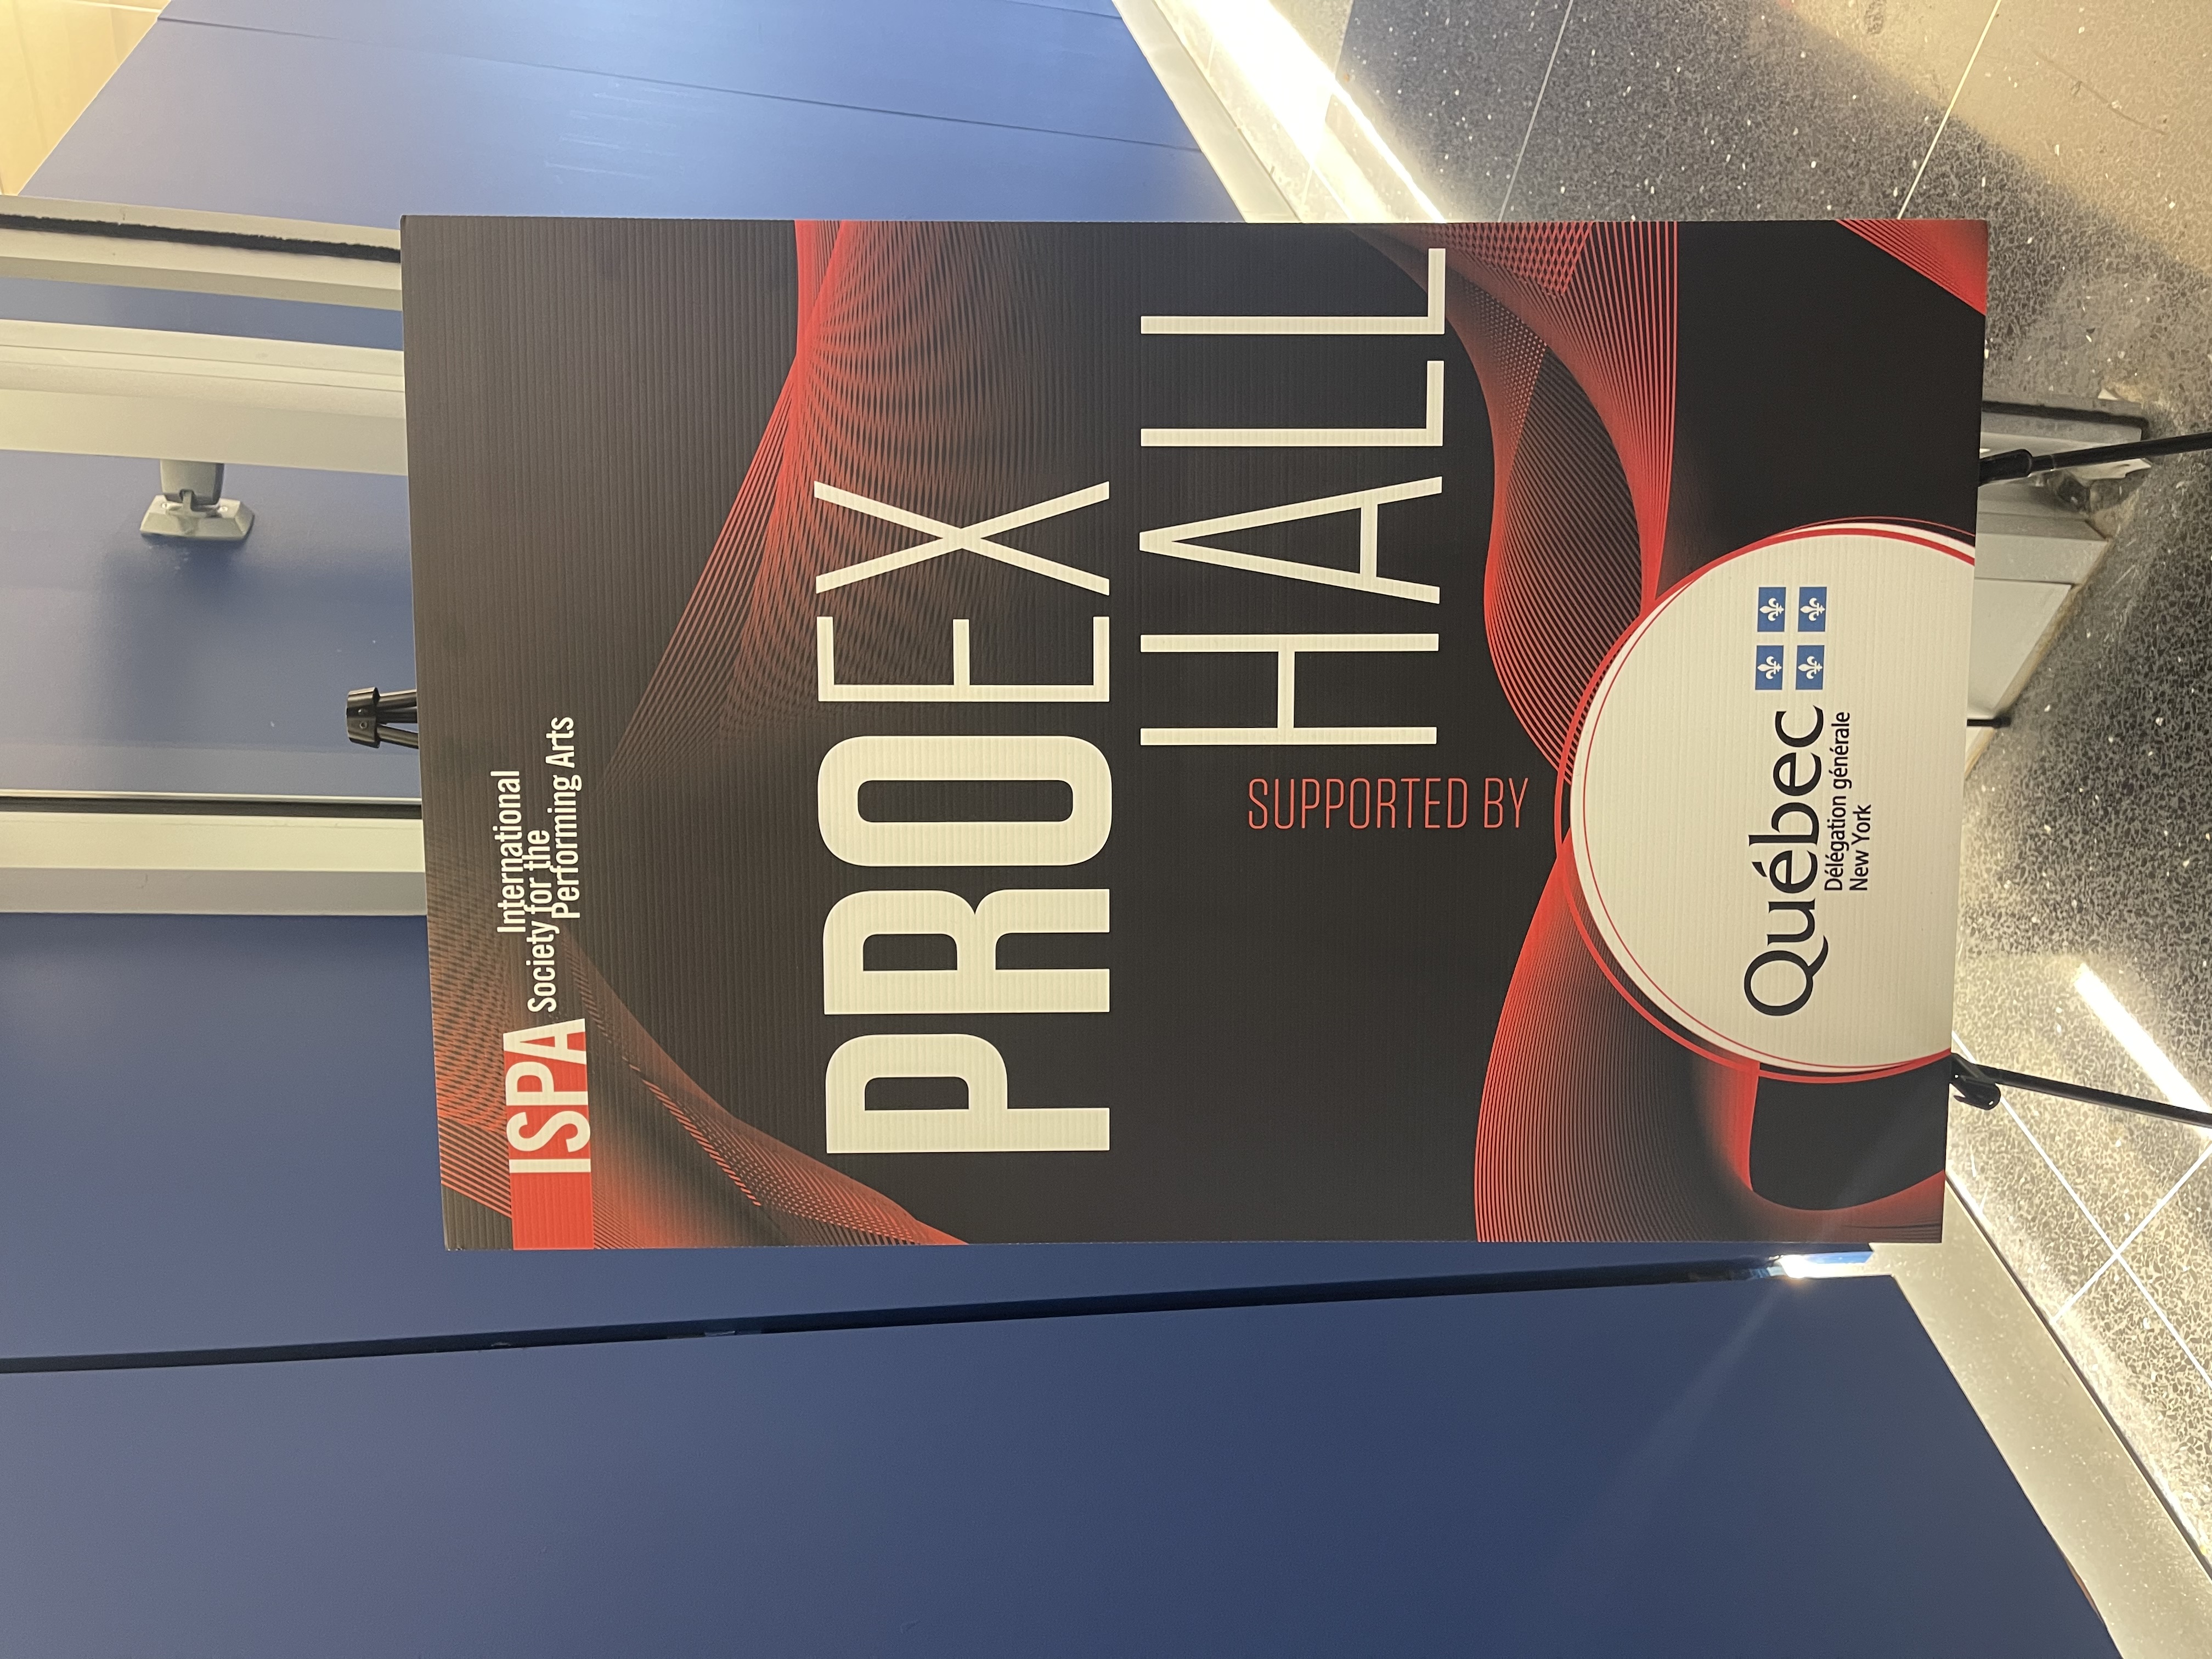 ISPA
International
Society for the
Performing Arts
PROEX
HALL
SUPPORTED BY
Québec
Délégation générale
New York